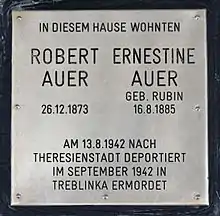 IN DIESEM HAUSE WOHNTEN
ROBERT ERNESTINE
AUER AUER
GEB. RUBIN
26.12.1873 16.8.1885
AM 13.8.1942 NACH
THERESIENSTADT DEPORTIERT
IM SEPTEMBER 1942 IN
TREBLINKA ERMORDET